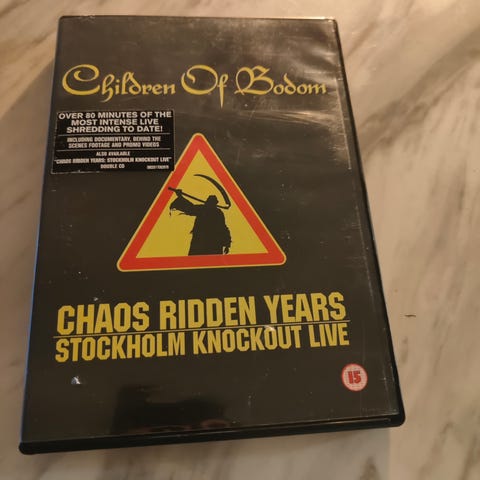 Children Of Bodom
OVER 80 MINUTES OF THE
MOST INTENSE LIVE
SHREDDING TO DATE!
INCLUDING DOCUMENTARY, BEHIND THE
SCENES FOOTAGE AND PROMO VIDEOS
ALSO AVAILABLE
"CHAOS RIDDEN YEARS: STOCKHOLM KNOCKOUT LIVE"
DOUBLE CD
CHAOS RIDDEN YEARS
STOCKHOLM KNOCKOUT LIVE
15